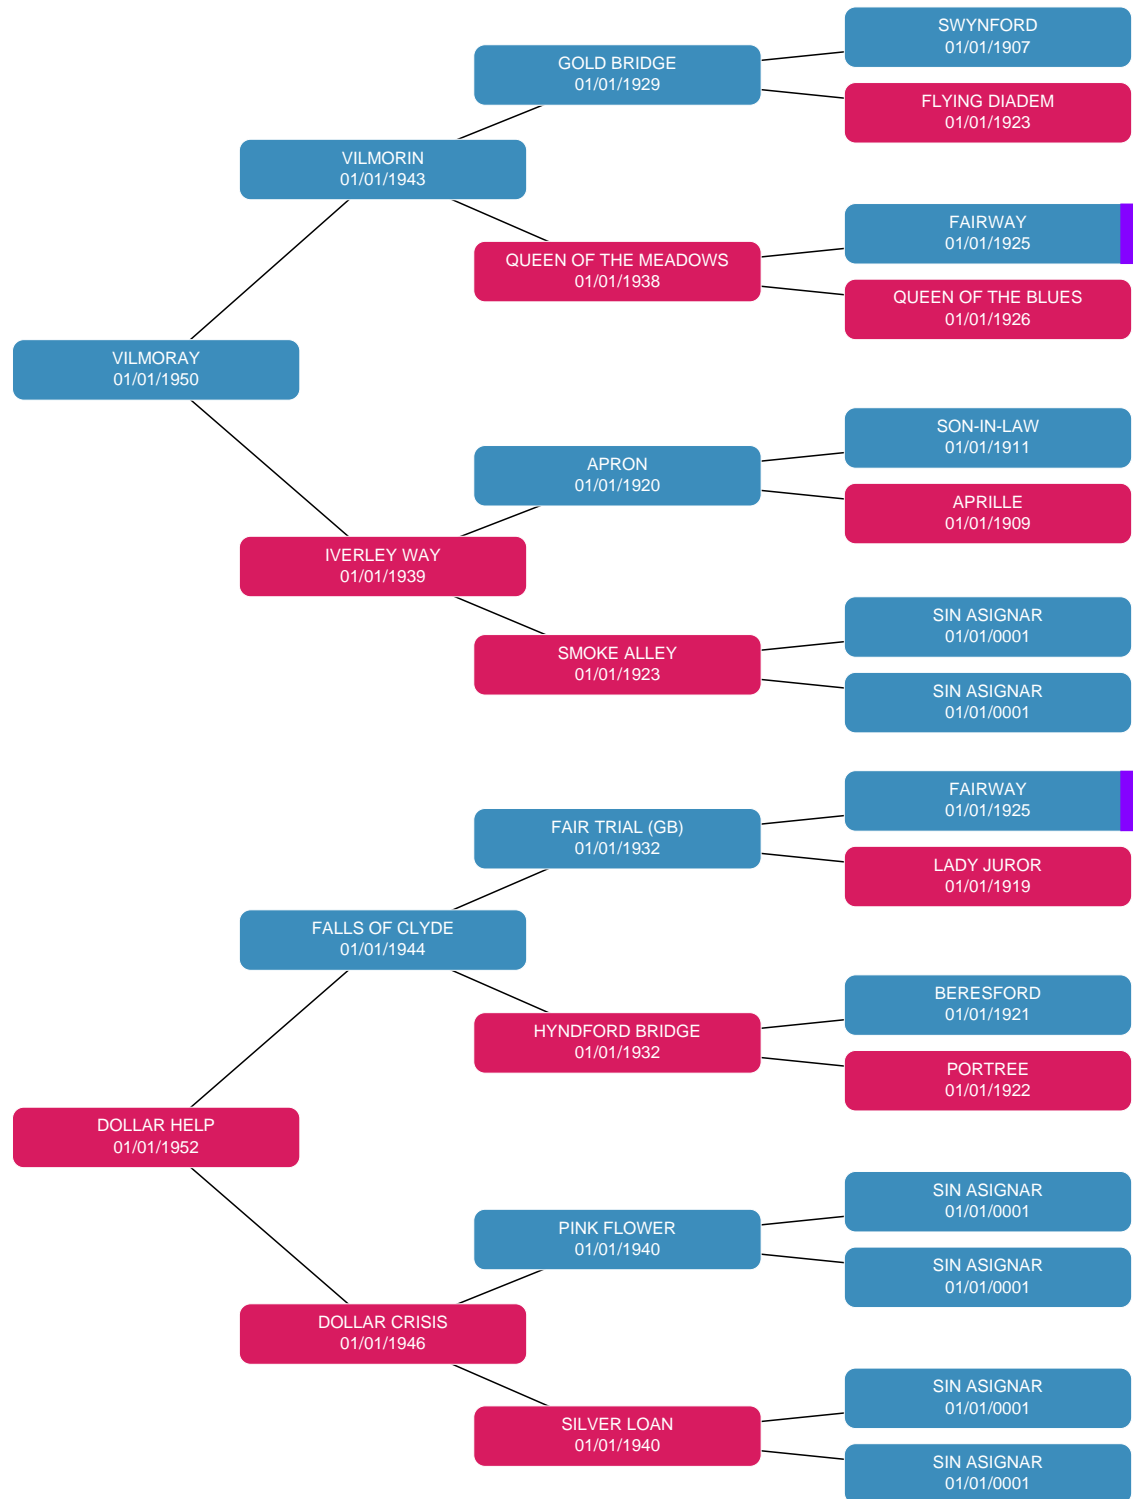 SWYNFORD
01/01/1907
GOLD BRIDGE
01/01/1929
FLYING DIADEM
01/01/1923
VILMORIN
01/01/1943
FAIRWAY
01/01/1925
QUEEN OF THE MEADOWS
01/01/1938
QUEEN OF THE BLUES
01/01/1926
VILMORAY
01/01/1950
SON-IN-LAW
01/01/1911
APRON
01/01/1920
APRILLE
01/01/1909
IVERLEY WAY
01/01/1939
SIN ASIGNAR
01/01/0001
SMOKE ALLEY
01/01/1923
SIN ASIGNAR
01/01/0001
FAIRWAY
01/01/1925
FAIR TRIAL (GB)
01/01/1932
LADY JUROR
01/01/1919
FALLS OF CLYDE
01/01/1944
BERESFORD
01/01/1921
HYNDFORD BRIDGE
01/01/1932
PORTREE
01/01/1922
DOLLAR HELP
01/01/1952
SIN ASIGNAR
01/01/0001
PINK FLOWER
01/01/1940
SIN ASIGNAR
01/01/0001
DOLLAR CRISIS
01/01/1946
SIN ASIGNAR
01/01/0001
SILVER LOAN
01/01/1940
SIN ASIGNAR
01/01/0001